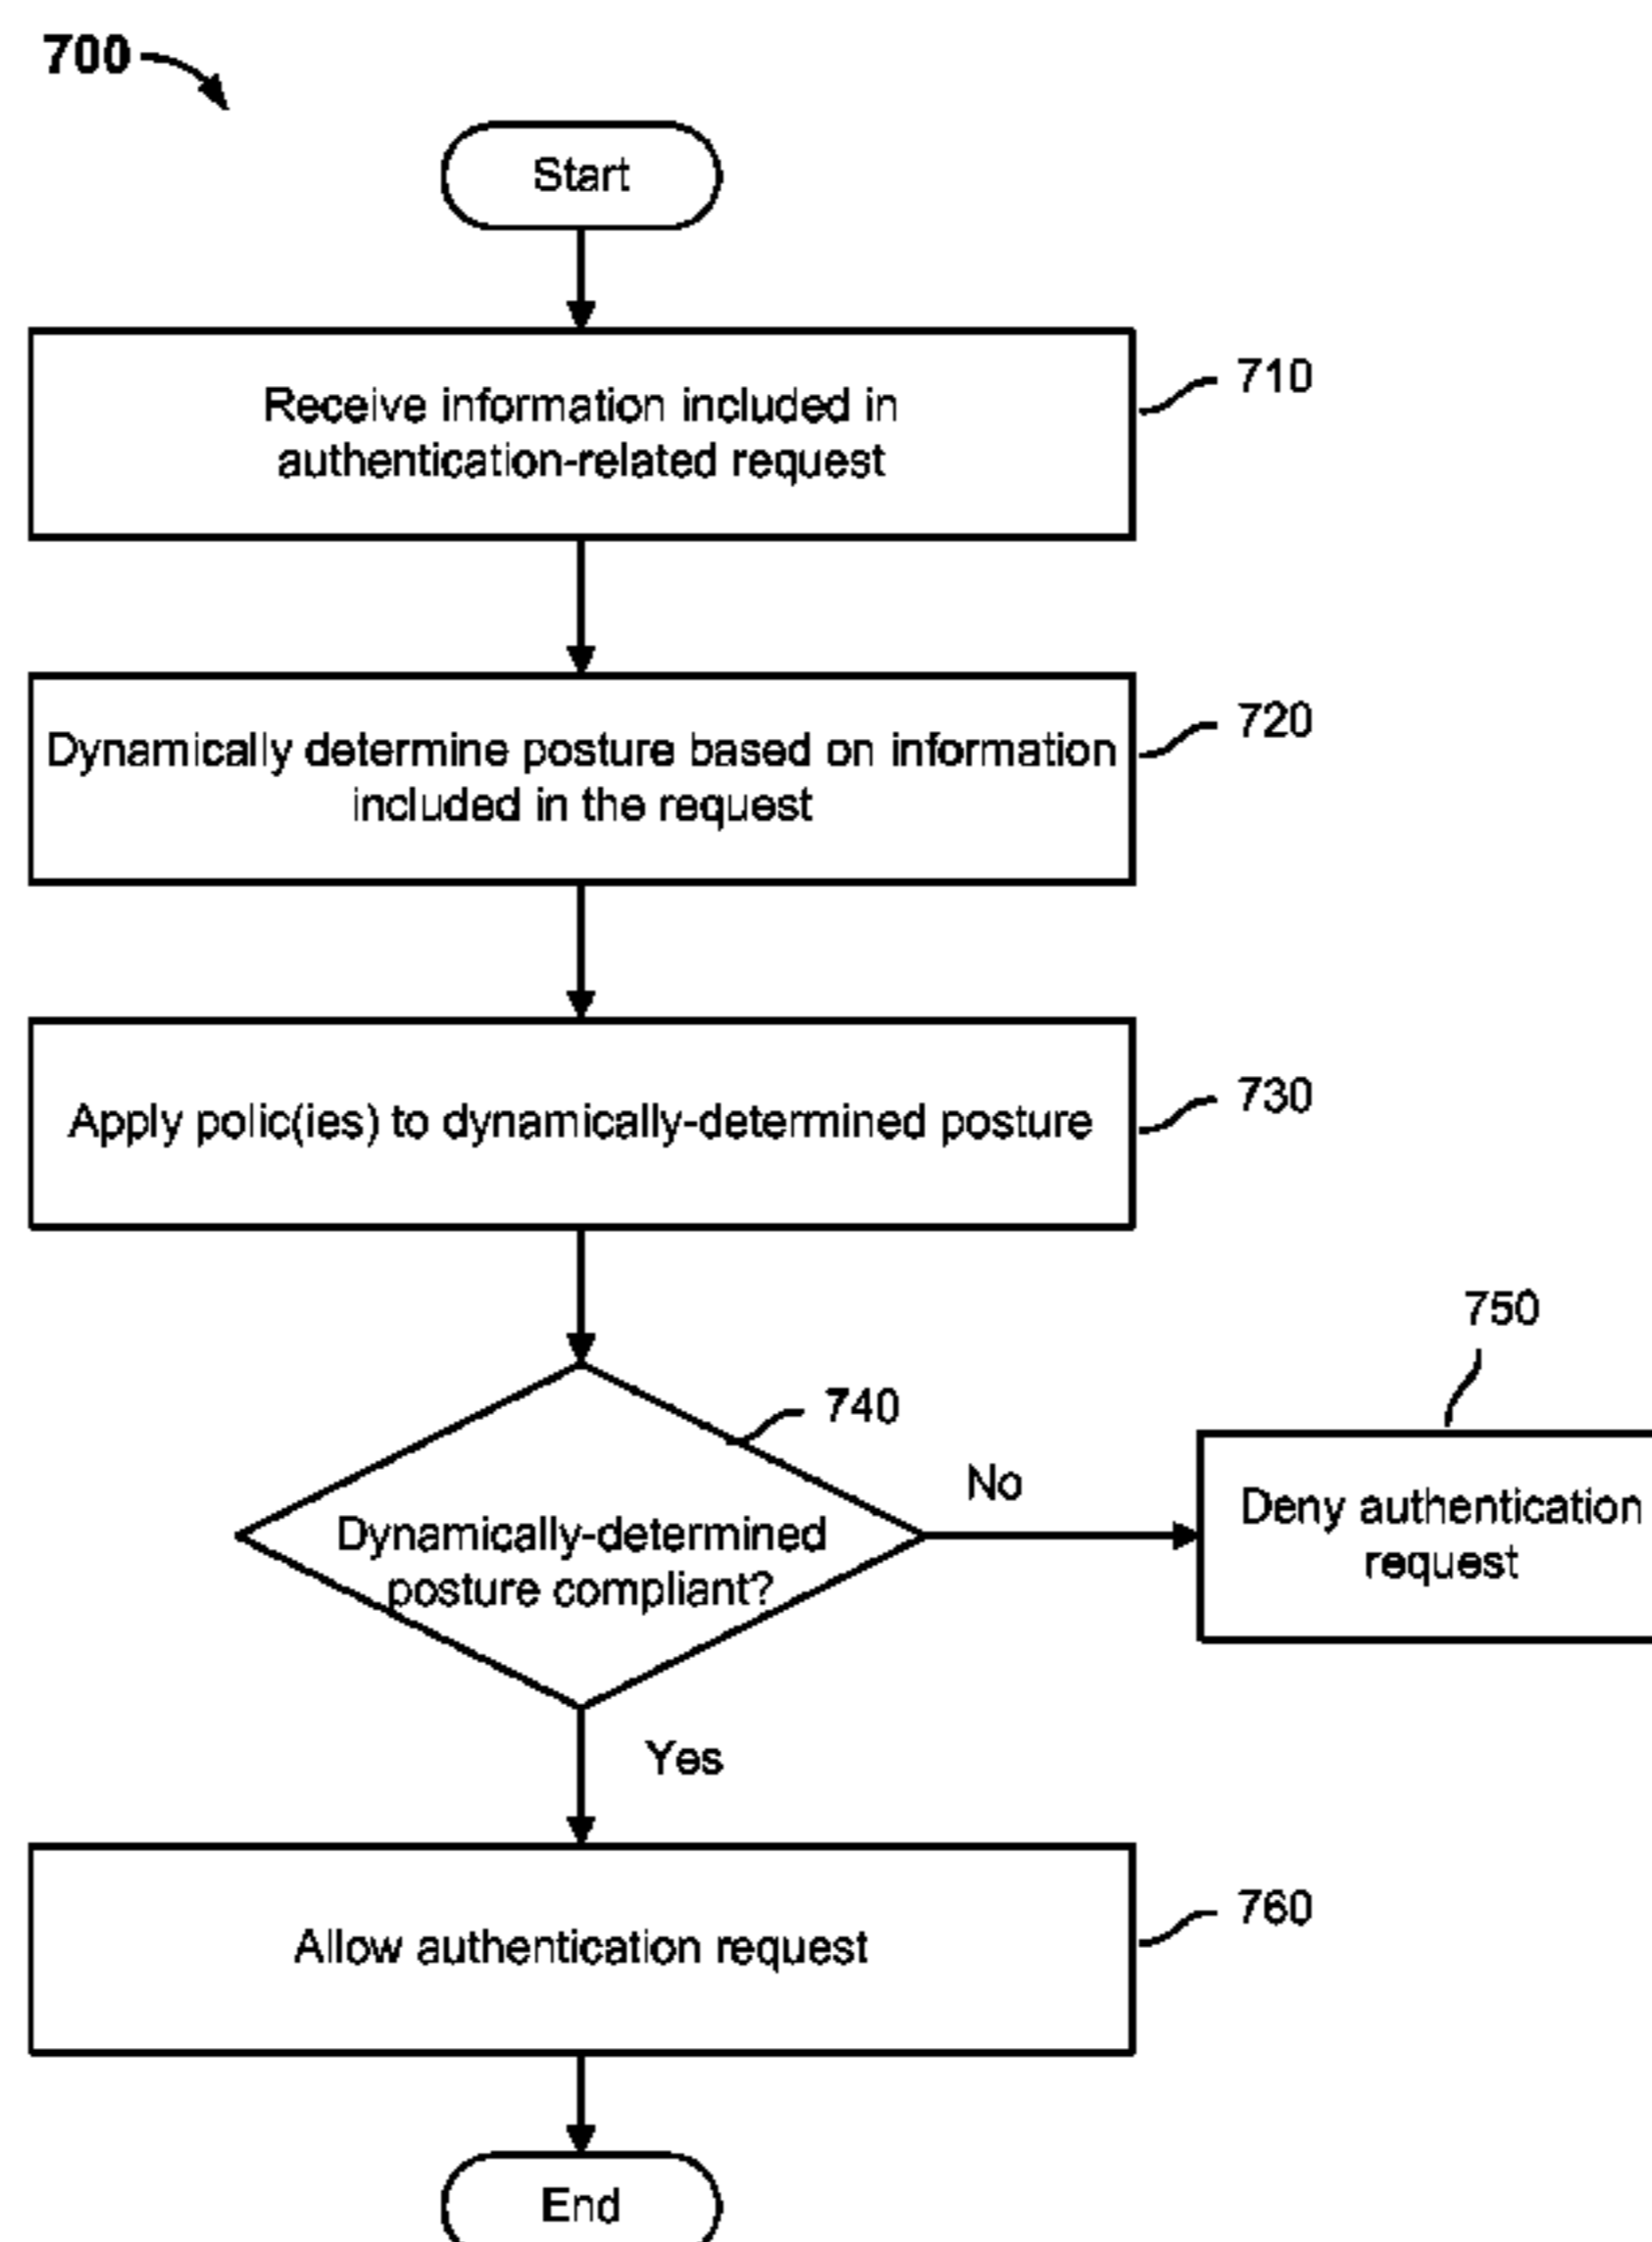 700
Start
Receive information included in
authentication-related request
710
Dynamically determine posture based on information
included in the request
720
Apply polic(ies) to dynamically-determined posture
730
740
Dynamically-determined
posture compliant?
No
750
Deny authentication
request
Yes
Allow authentication request
760
End